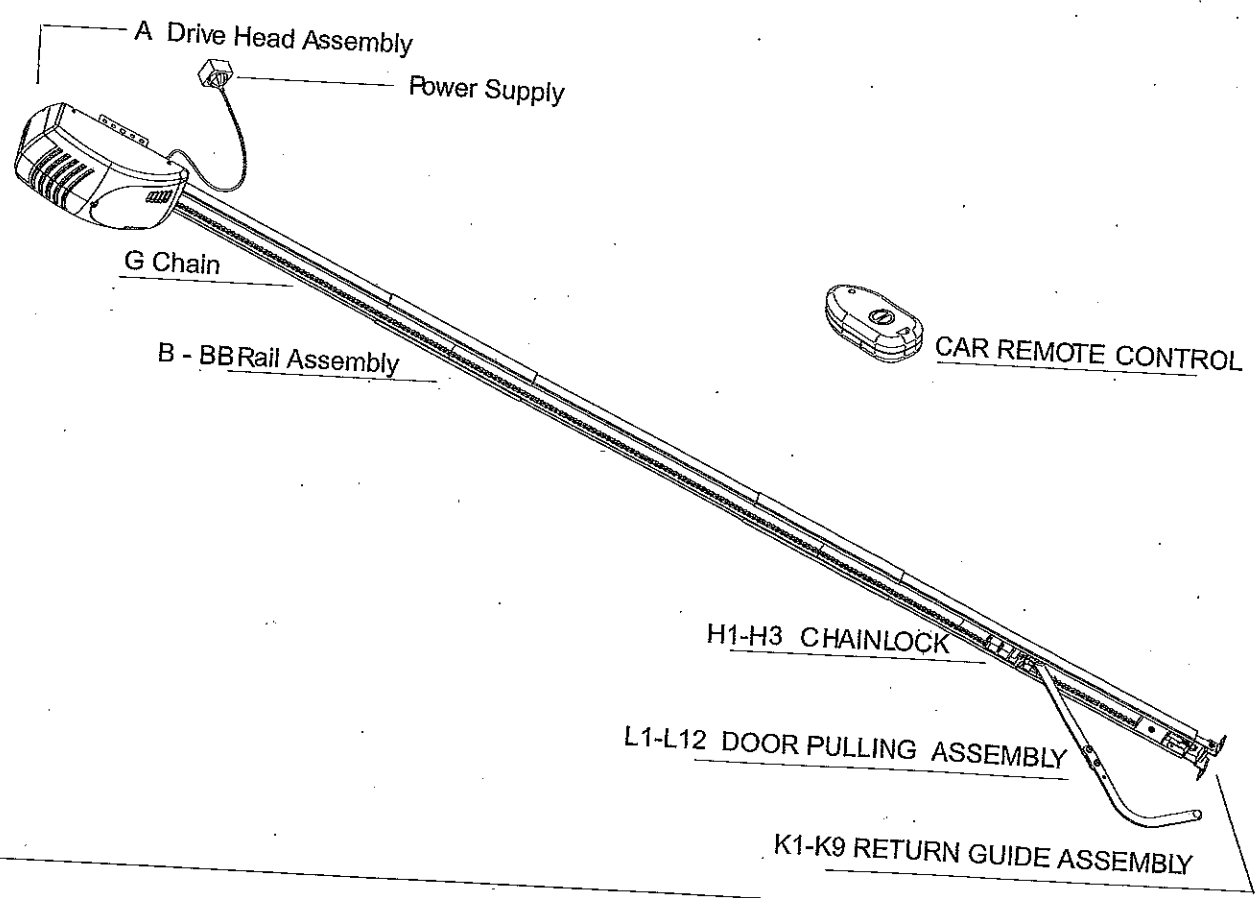 A Drive Head Assembly
Power Supply
G Chain
B - BB Rail Assembly
CAR REMOTE CONTROL
H1-H3 CHAINLOCK
L1-L12 DOOR PULLING ASSEMBLY
K1-K9 RETURN GUIDE ASSEMBLY